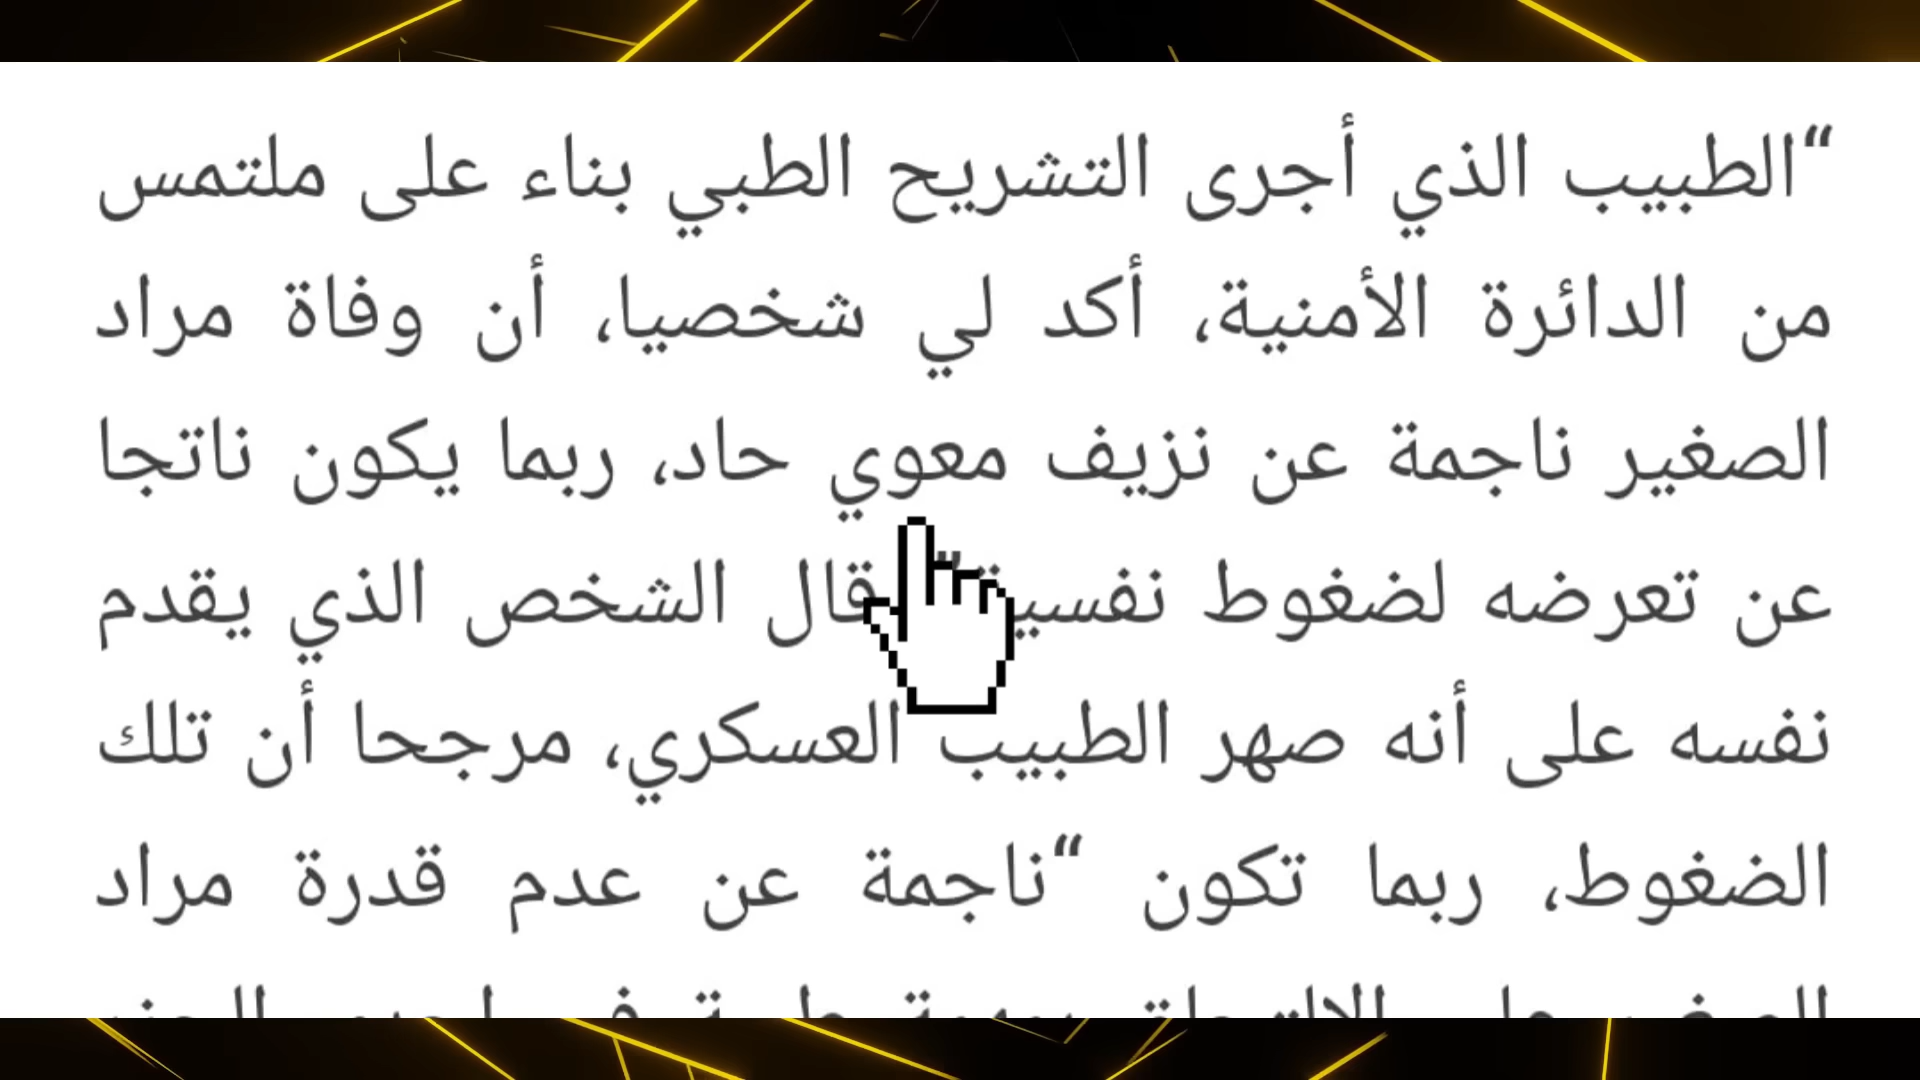 “الطبيب الذي أجرى التشريح الطبي بناء على ملتمس
من الدائرة الأمنية، أكد لي شخصيا، أن وفاة مراد
الصغير ناجمة عن نزيف معوي حاد، ربما يكون ناتجا
عن تعرضه لضغوط نفسية” قال الشخص الذي يقدم
نفسه على أنه صهر الطبيب العسكري، مرجحا أن تلك
الضغوط، ربما تكون “ناجمة عن عدم قدرة مراد